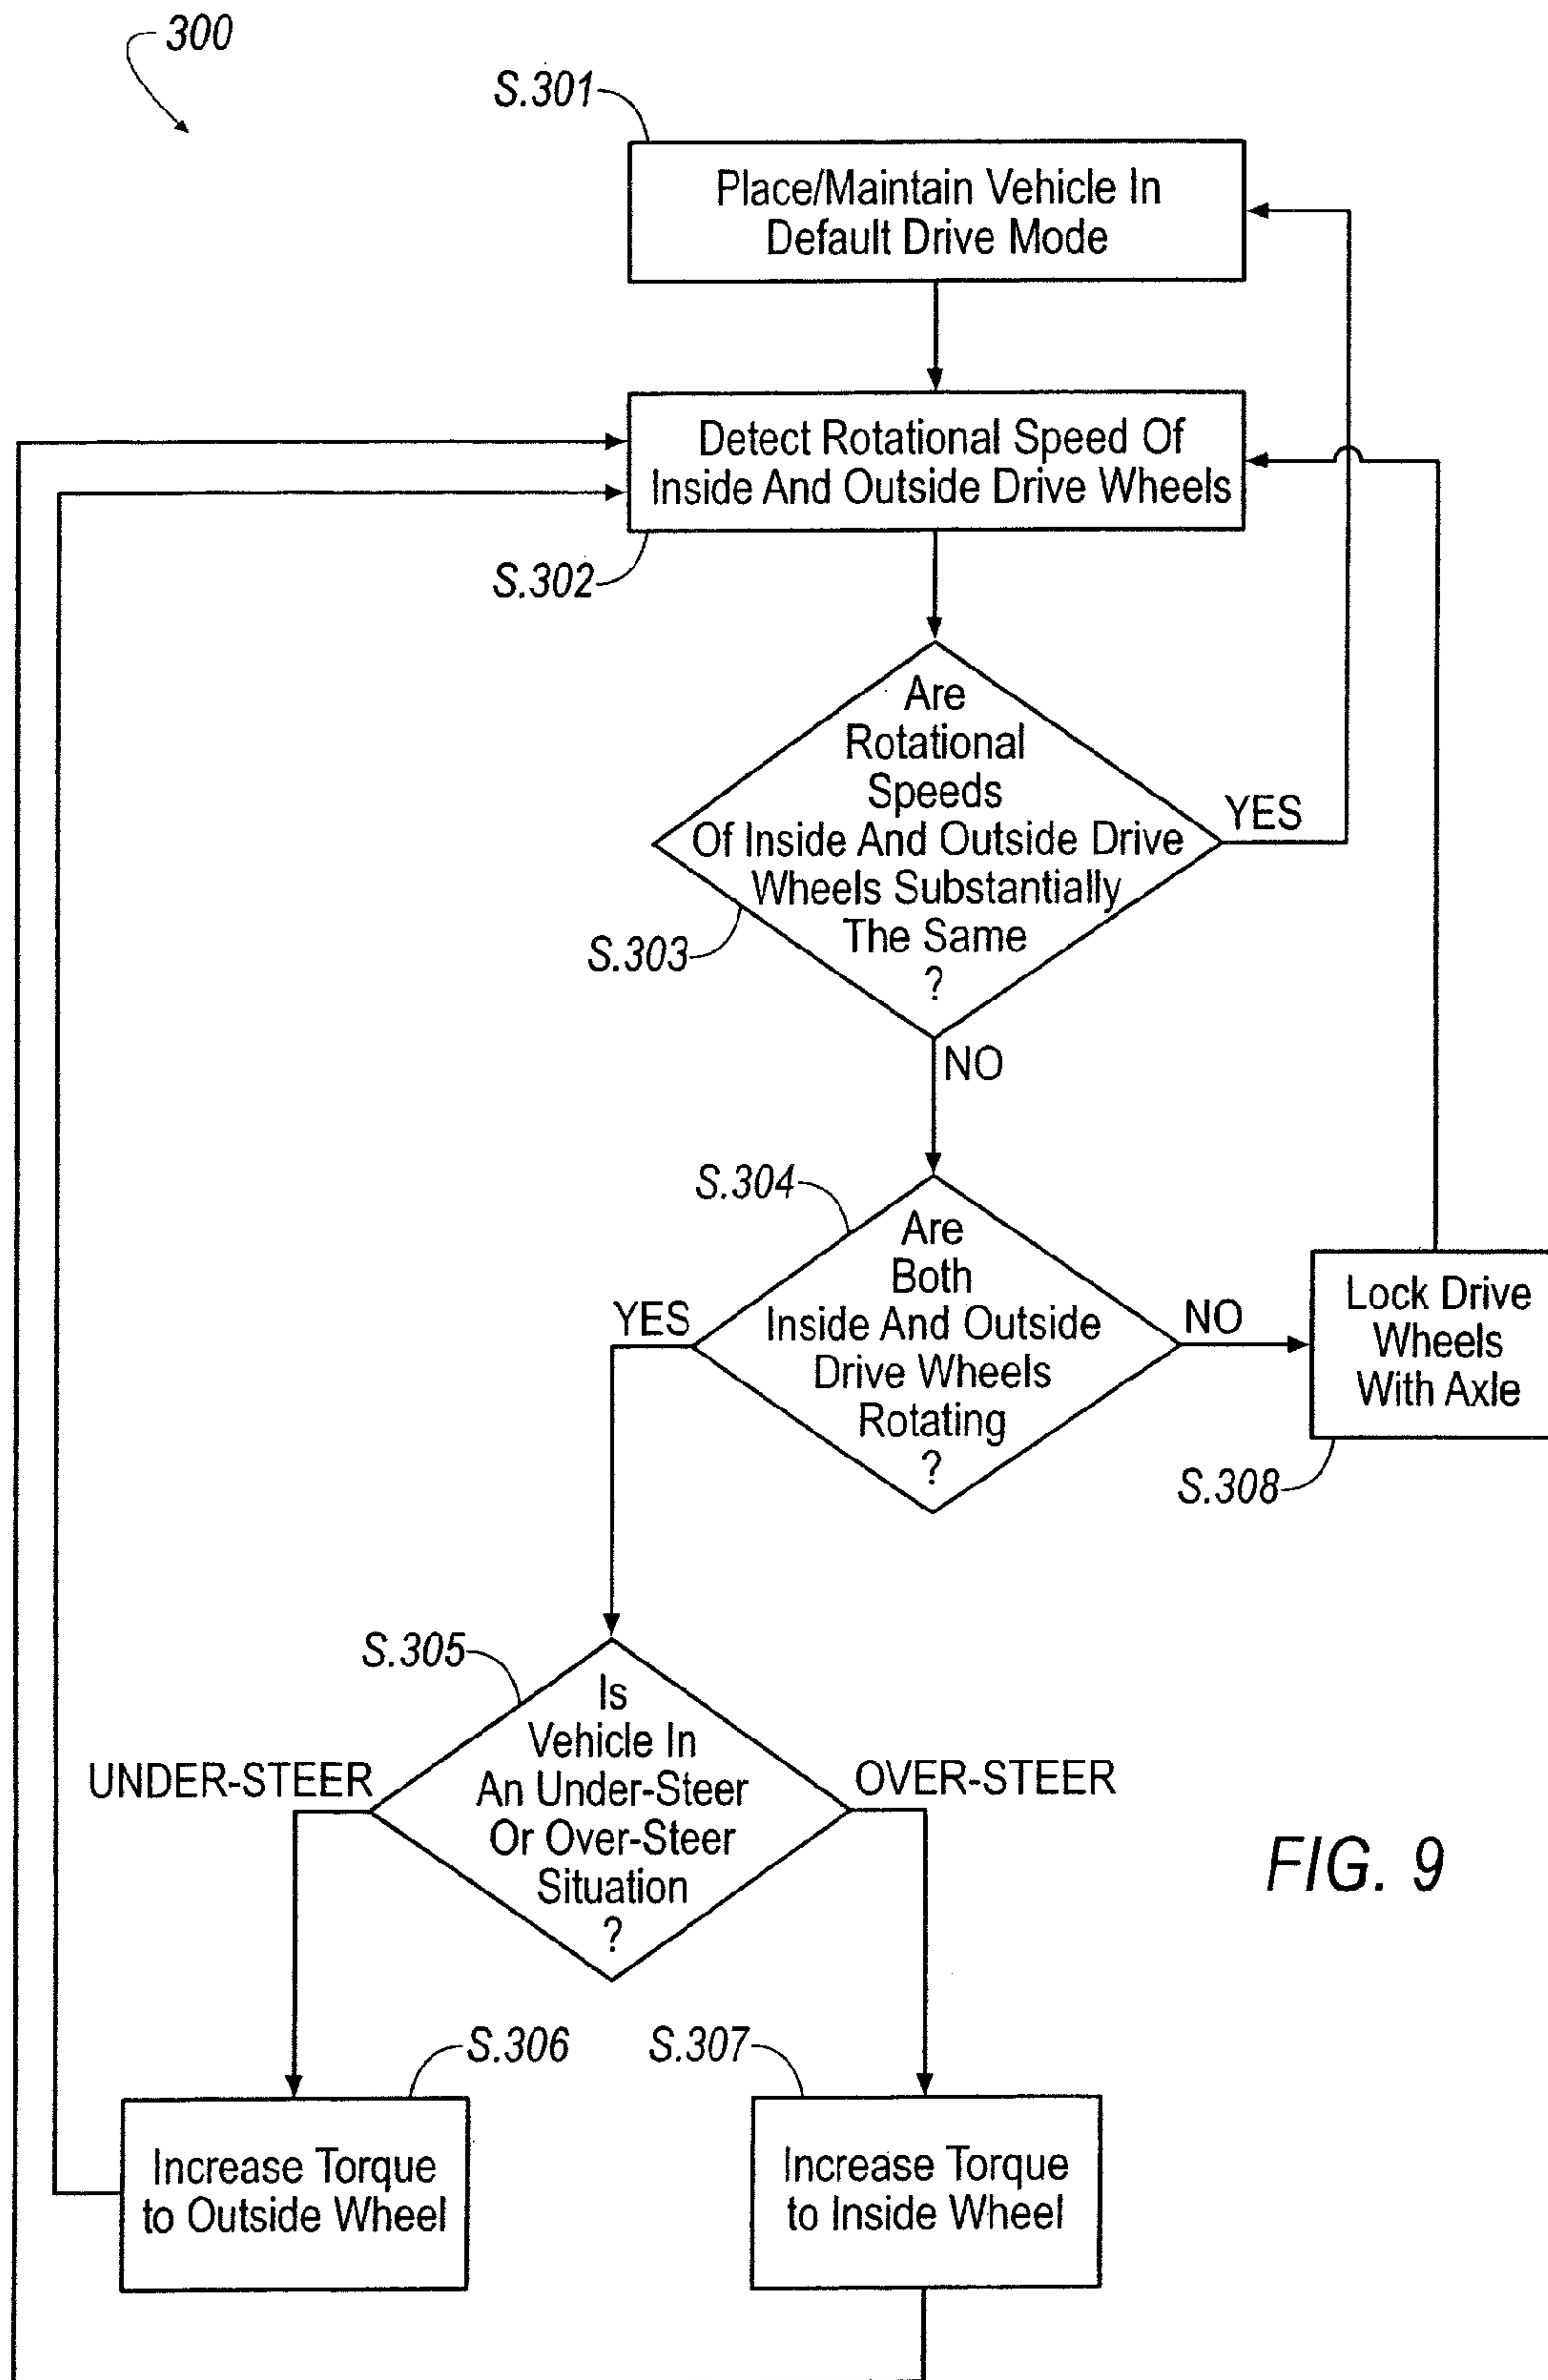 300
S.301
Place/Maintain Vehicle In
Default Drive Mode
Detect Rotational Speed Of
Inside And Outside Drive Wheels
S.302
Are
Rotational
Speeds
Of Inside And Outside Drive
Wheels Substantially
The Same
?
YES
S.303
NO
S.304
Are
Both
Inside And Outside
Drive Wheels
Rotating
?
YES
NO
Lock Drive
Wheels
With Axle
S.308
S.305
Is
Vehicle In
An Under-Steer
Or Over-Steer
Situation
?
UNDER-STEER
OVER-STEER
FIG. 9
S.306
S.307
Increase Torque
to Outside Wheel
Increase Torque
to Inside Wheel